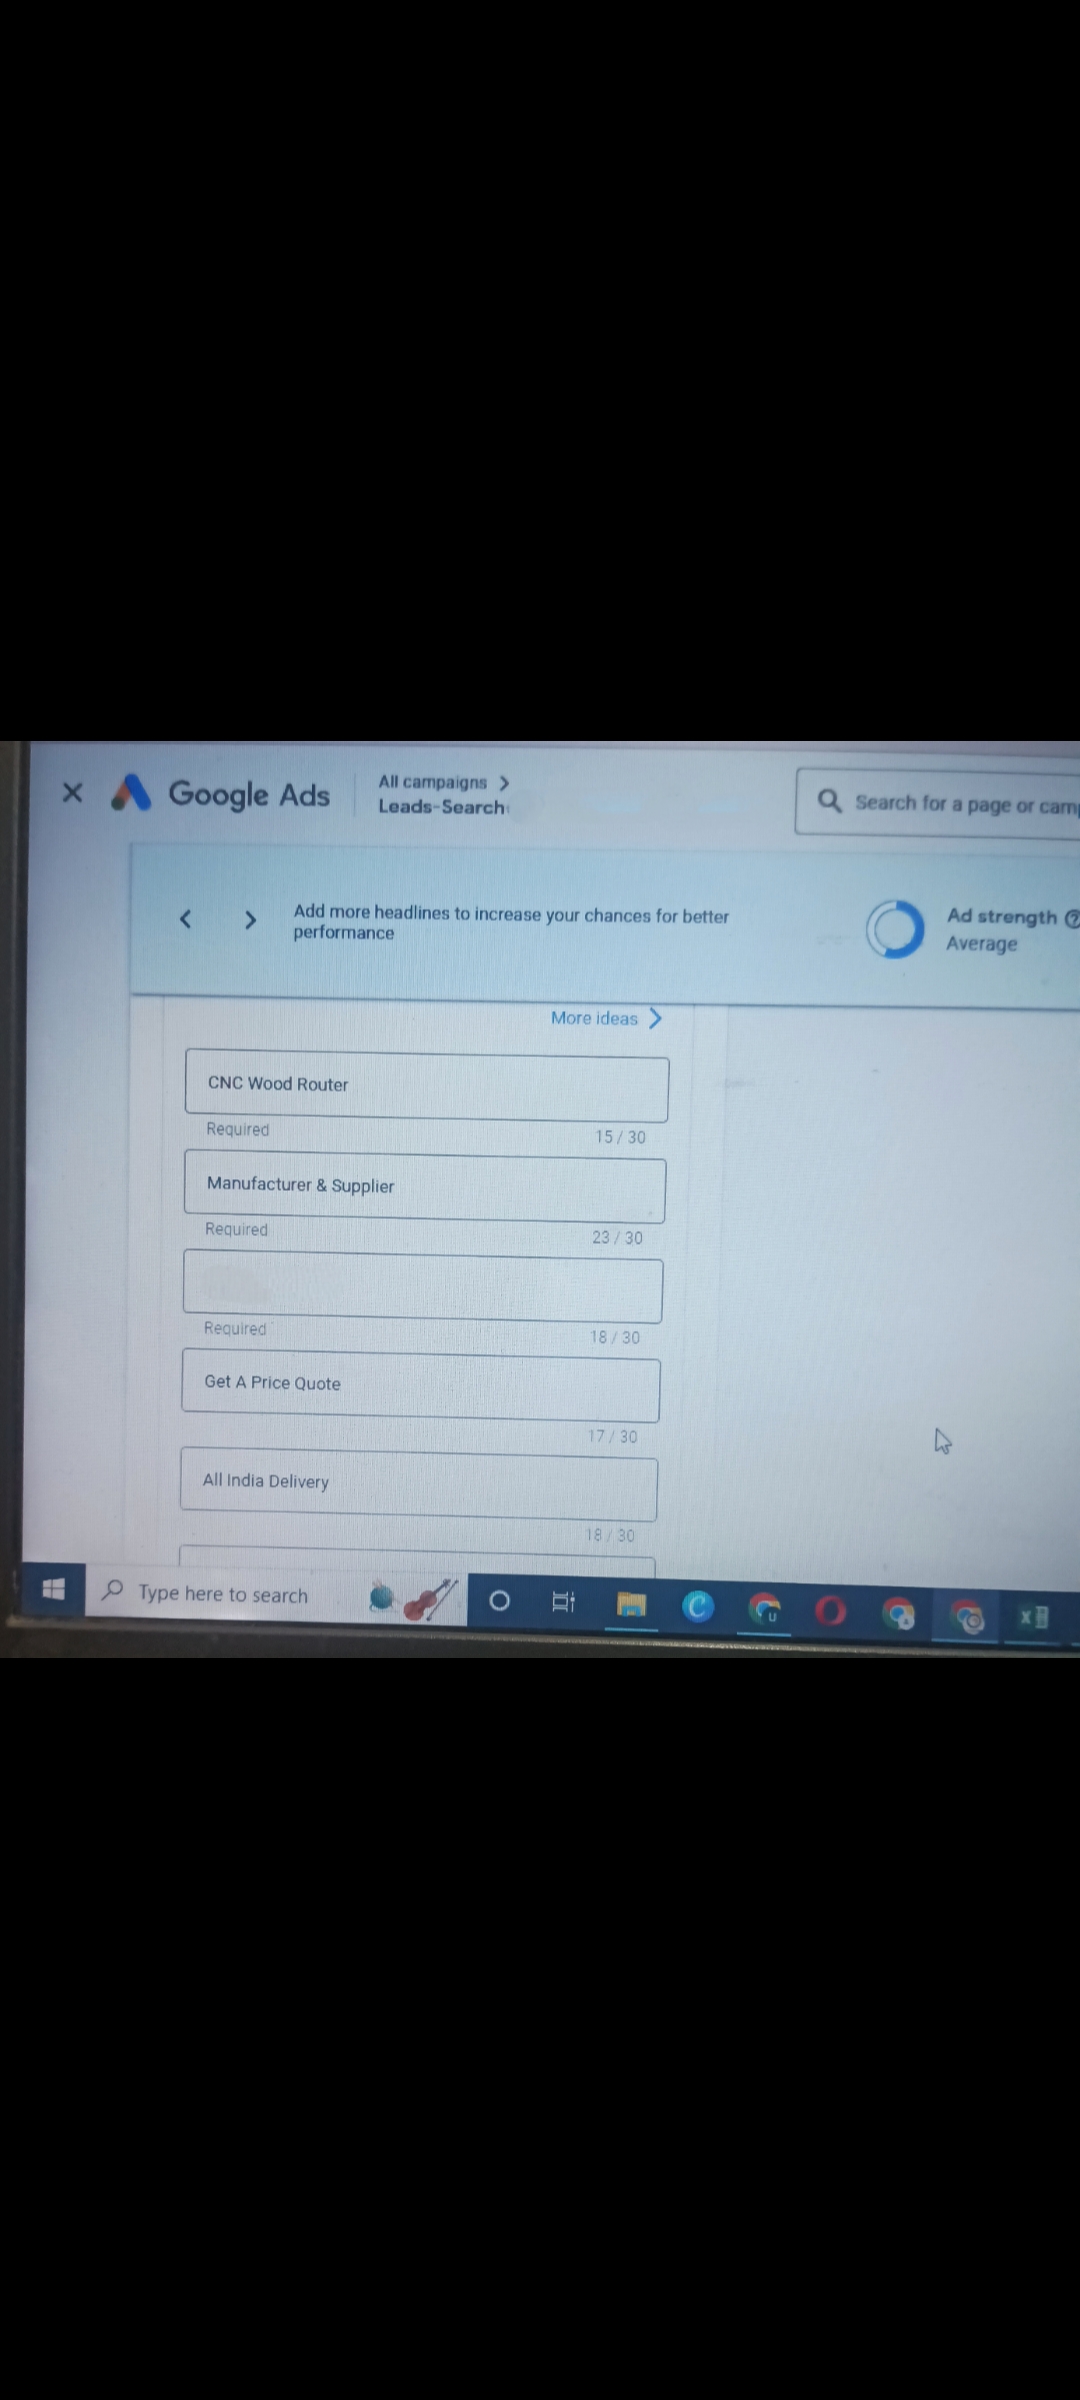 Google Ads
All campaigns
Leads-Search
Search for a page or cam
Add more headlines to increase your chances for better
performance
Ad strength
Average
More ideas
CNC Wood Router
Required
15 / 30
Manufacturer & Supplier
Required
23 / 30
Required
18 / 30
Get A Price Quote
17 / 30
All India Delivery
18 / 30
Type here to search